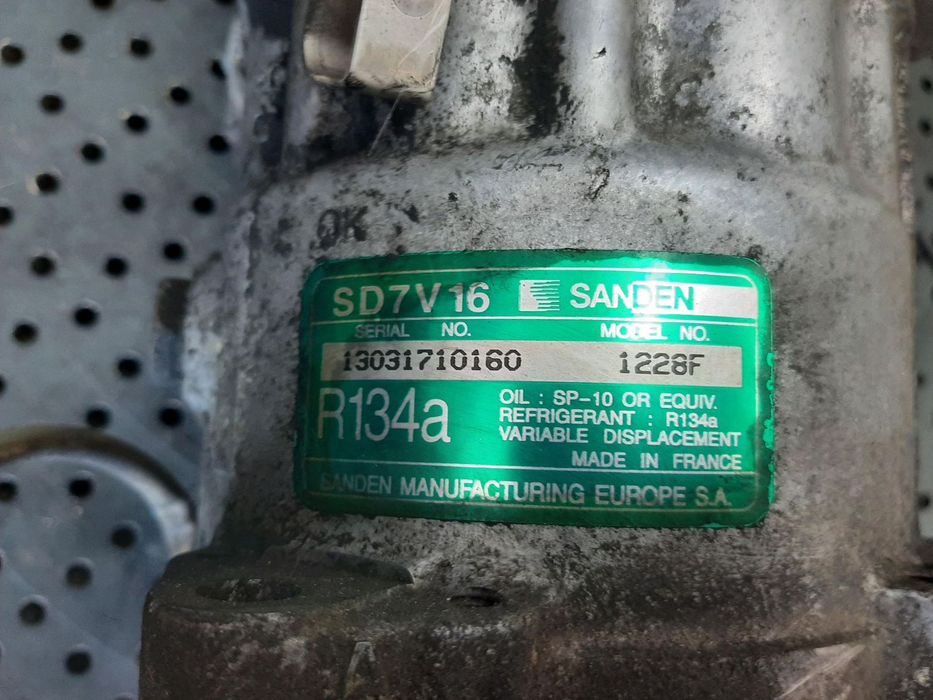 OK
SD7V16 SANDEN
SERIAL NO. MODEL NO.
13031710160 1228F
R134a
OIL : SP-10 OR EQUIV.
REFRIGERANT : R134a
VARIABLE DISPLACEMENT
MADE IN FRANCE
SANDEN MANUFACTURING EUROPE S.A.